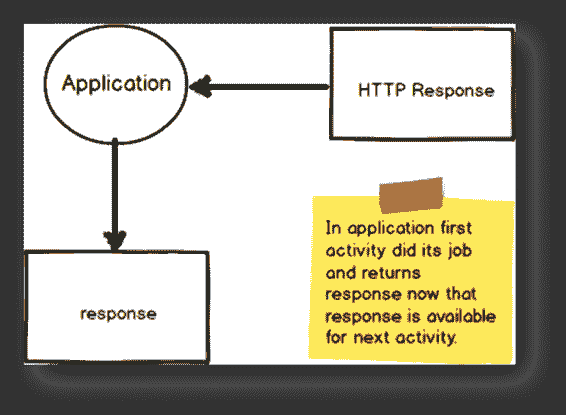 Application
HTTP Response
response
In application first
activity did its job
and returns
response now that
response is available
for next activity.